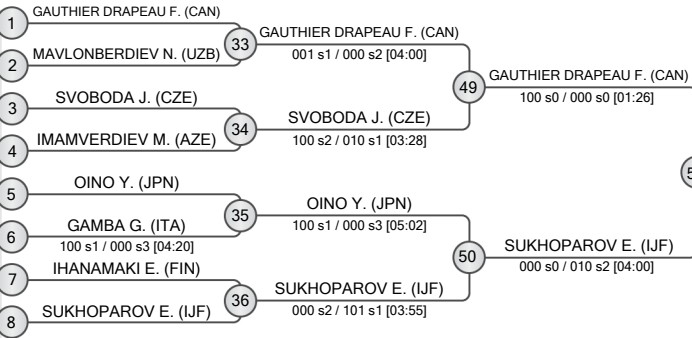 1 GAUTHIER DRAPEAU F. (CAN)
2 MAVLONBERDIEV N. (UZB)
33 GAUTHIER DRAPEAU F. (CAN)
001 s1 / 000 s2 [04:00]
3 SVOBODA J. (CZE)
4 IMAMVERDIEV M. (AZE)
34 SVOBODA J. (CZE)
100 s2 / 010 s1 [03:28]
49 GAUTHIER DRAPEAU F. (CAN)
100 s0 / 000 s0 [01:26]
5 OINO Y. (JPN)
6 GAMBA G. (ITA)
100 s1 / 000 s3 [04:20]
35 OINO Y. (JPN)
100 s1 / 000 s3 [05:02]
7 IHANAMAKI E. (FIN)
8 SUKHOPAROV E. (IJF)
36 SUKHOPAROV E. (IJF)
000 s2 / 101 s1 [03:55]
50 SUKHOPAROV E. (IJF)
000 s0 / 010 s2 [04:00]